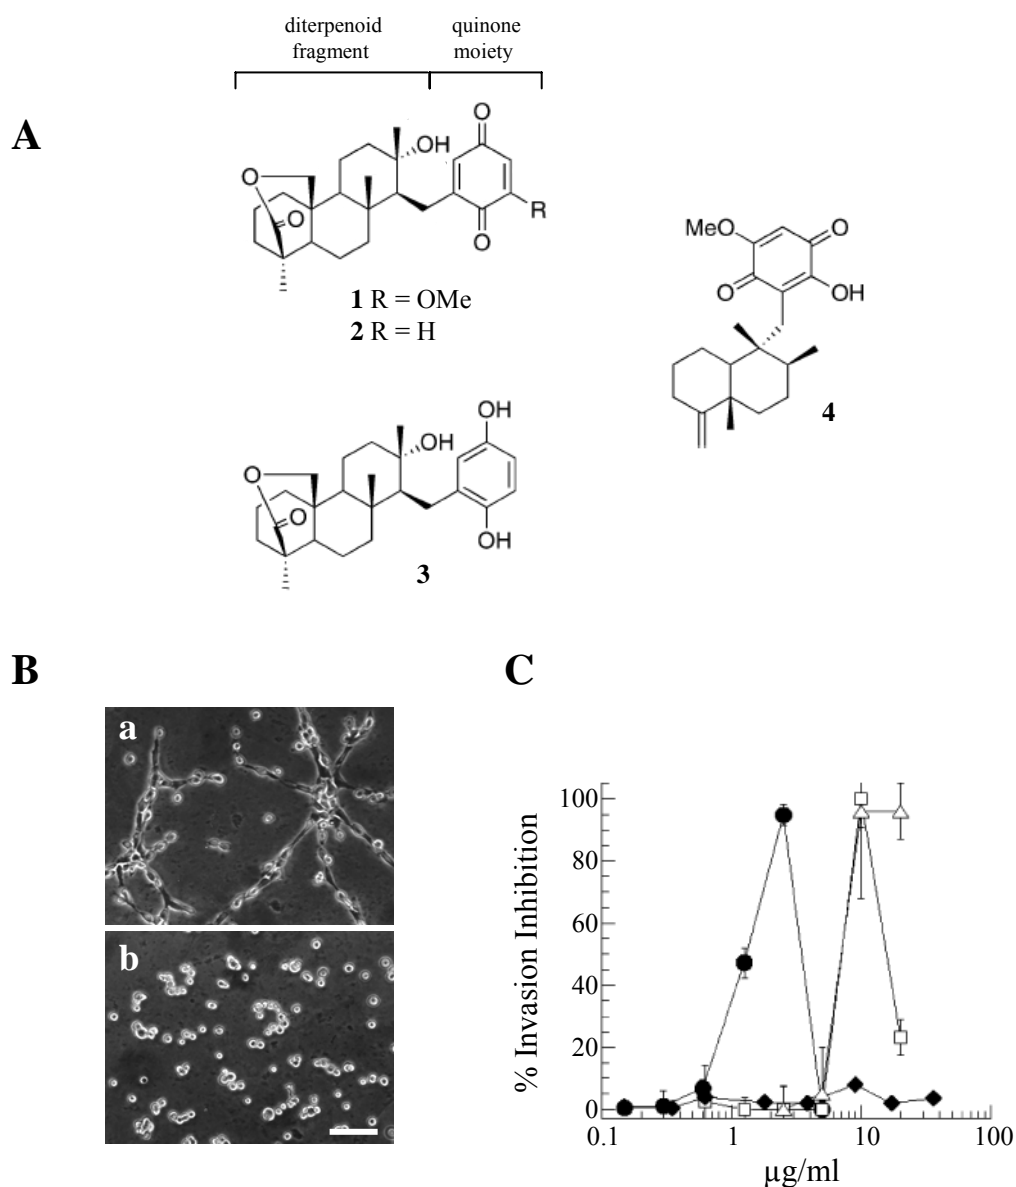 diterpenoid
fragment
quinone
moiety
A
O
OH
O
O
R
O
1 R = OMe
2 R = H
MeO
O
O
OH
4
OH
OH
O
O
OH
3
B
a
b
C
% Invasion Inhibition
100
80
60
40
20
0
0.1
1
10
100
µg/ml